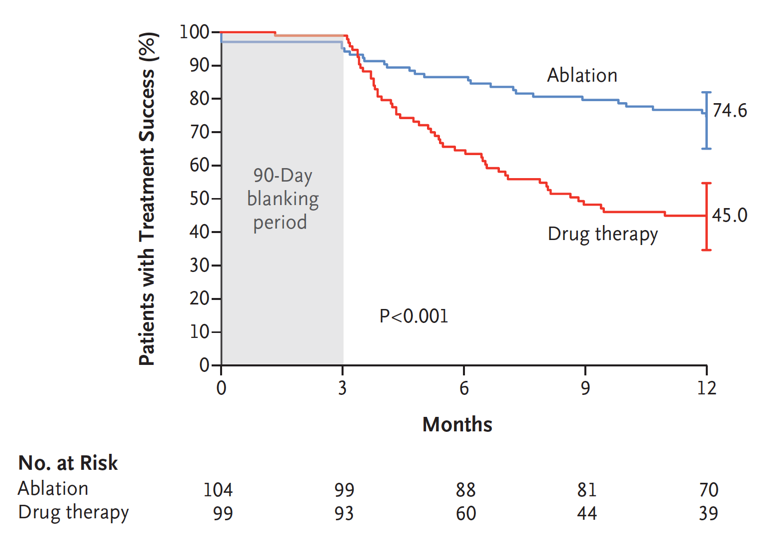 Patients with Treatment Success (%)
100
90
80
70
60
50
40
30
20
10
0
90-Day
blanking
period
Ablation
74.6
45.0
Drug therapy
P<0.001
0 3 6 9 12
Months
No. at Risk
Ablation 104 99 88 81 70
Drug therapy 99 93 60 44 39